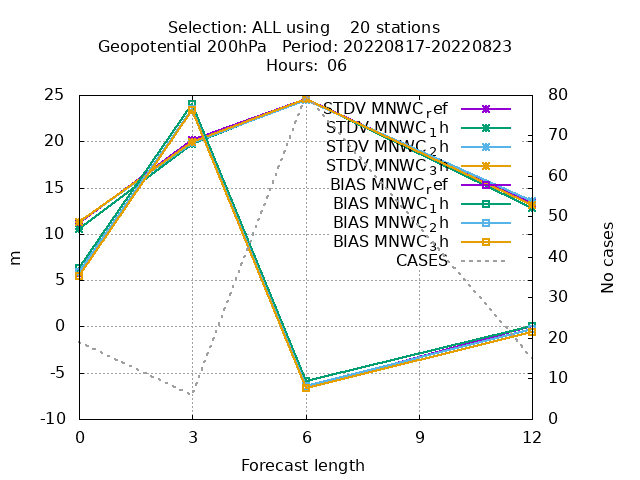 Selection: ALL using 20 stations
Geopotential 200hPa Period: 20220817-20220823
Hours: 06
25
20
15
10
5
0
-5
-10
m
80
70
60
50
40
30
20
10
0
No cases
STDV MNWC_ref
STDV MNWC_1h
STDV MNWC_2h
STDV MNWC_3h
BIAS MNWC_ref
BIAS MNWC_1h
BIAS MNWC_2h
BIAS MNWC_3h
CASES
0 3 6 9 12
Forecast length